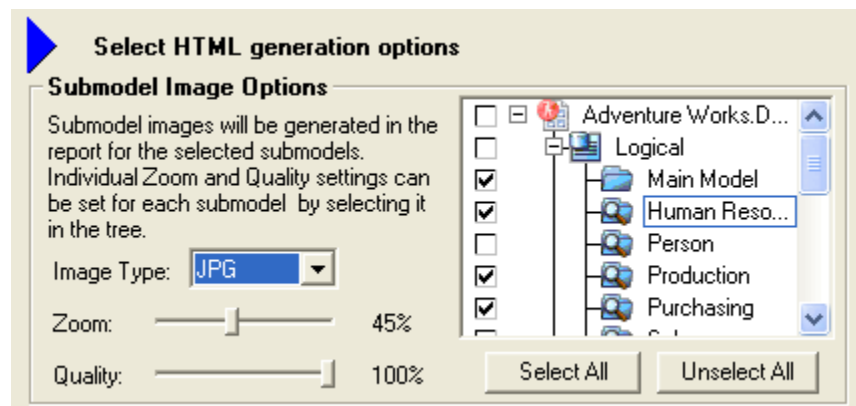 Select HTML generation options
Submodel Image Options
Submodel images will be generated in the
report for the selected submodels.
Individual Zoom and Quality settings can
be set for each submodel by selecting it
in the tree.
Image Type: JPG
Zoom: 45%
Quality: 100%
Adventure Works.D...
Logical
Main Model
Human Reso...
Person
Production
Purchasing
Select All Unselect All